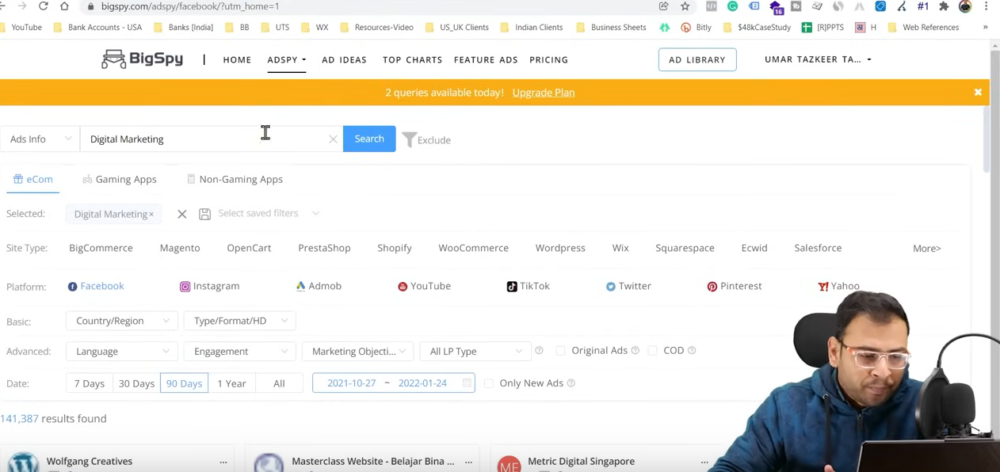 bigspy.com/adspy/facebook/?utm_home=1
YouTube Bank Accounts - USA Banks [India] BB UTS WX Resources-Video US_UK Clients Indian Clients Business Sheets Bitly $48kCaseStudy [R]PPTS H Web References »
16
#1
BigSpy HOME ADSPY AD IDEAS TOP CHARTS FEATURE ADS PRICING AD LIBRARY UMAR TAZKEER TA...
2 queries available today! Upgrade Plan
Ads Info Digital Marketing Search Exclude
eCom Gaming Apps Non-Gaming Apps
Selected: Digital Marketing× Select saved filters
Site Type: BigCommerce Magento OpenCart PrestaShop Shopify WooCommerce Wordpress Wix Squarespace Ecwid Salesforce More>
Platform: Facebook Instagram Admob YouTube TikTok Twitter Pinterest Yahoo
Basic: Country/Region Type/Format/HD
Advanced: Language Engagement Marketing Objecti... All LP Type Original Ads COD
Date: 7 Days 30 Days 90 Days 1 Year All 2021-10-27 ~ 2022-01-24 Only New Ads
141,387 results found
Wolfgang Creatives ... Masterclass Website - Belajar Bina ... ... ME Metric Digital Singapore ...